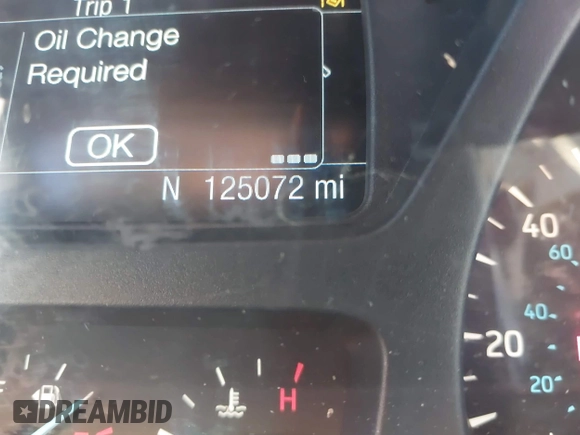 Trip 1
Oil Change
Required
OK
N 125072 mi
40
60
40
20
20
H
DREAMBID